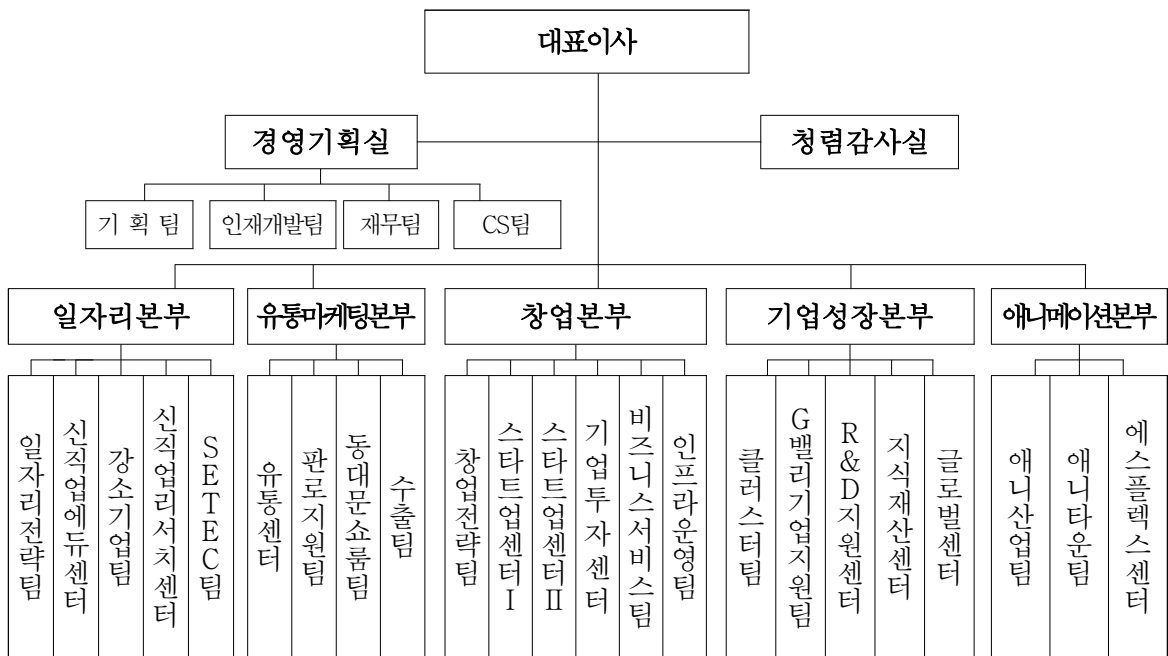 대표이사
경영기획실
청렴감사실
기 획 팀
인재개발팀
재무팀
CS팀
일자리본부
유통마케팅본부
창업본부
기업성장본부
애니메이션본부
일자리전략팀
신직업에듀센터
강소기업팀
신직업리서치센터
SETEC팀
유통센터
판로지원팀
동대문쇼룸팀
수출팀
창업전략팀
스타트업센터Ⅰ
스타트업센터Ⅱ
기업투자센터
비즈니스서비스팀
인프라운영팀
클러스터팀
G밸리기업지원팀
R&D지원센터
지식재산센터
글로벌센터
애니산업팀
애니타운팀
에스플렉스센터